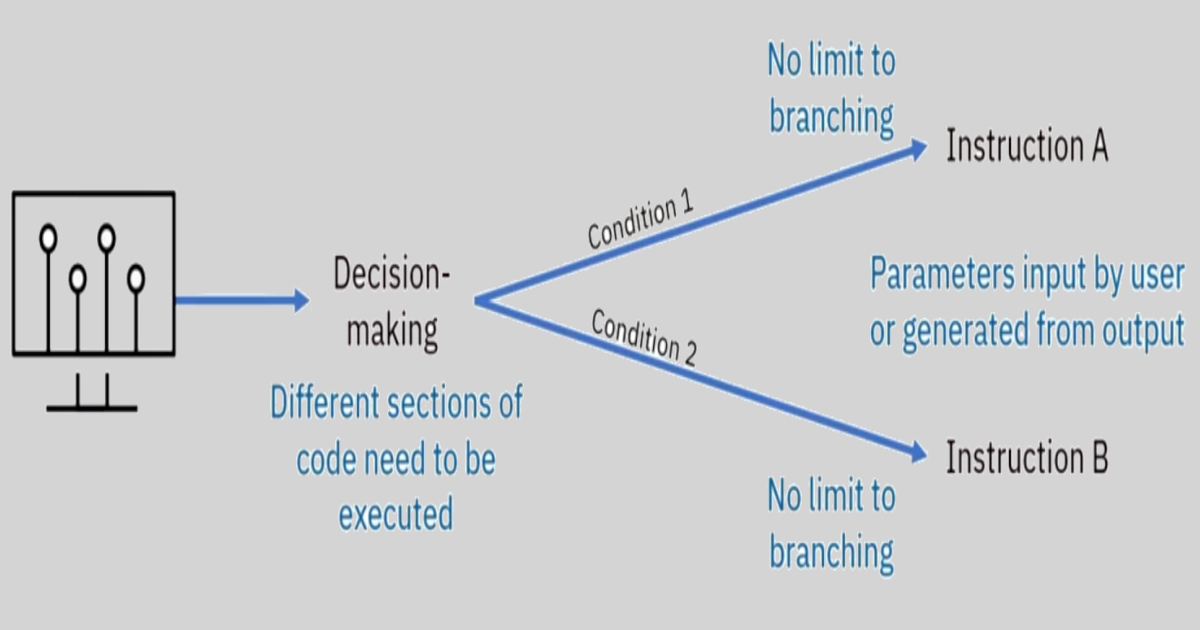 No limit to
branching
Instruction A
Condition 1
Decision-
making
Parameters input by user
or generated from output
Condition 2
Different sections of
code need to be
executed
Instruction B
No limit to
branching